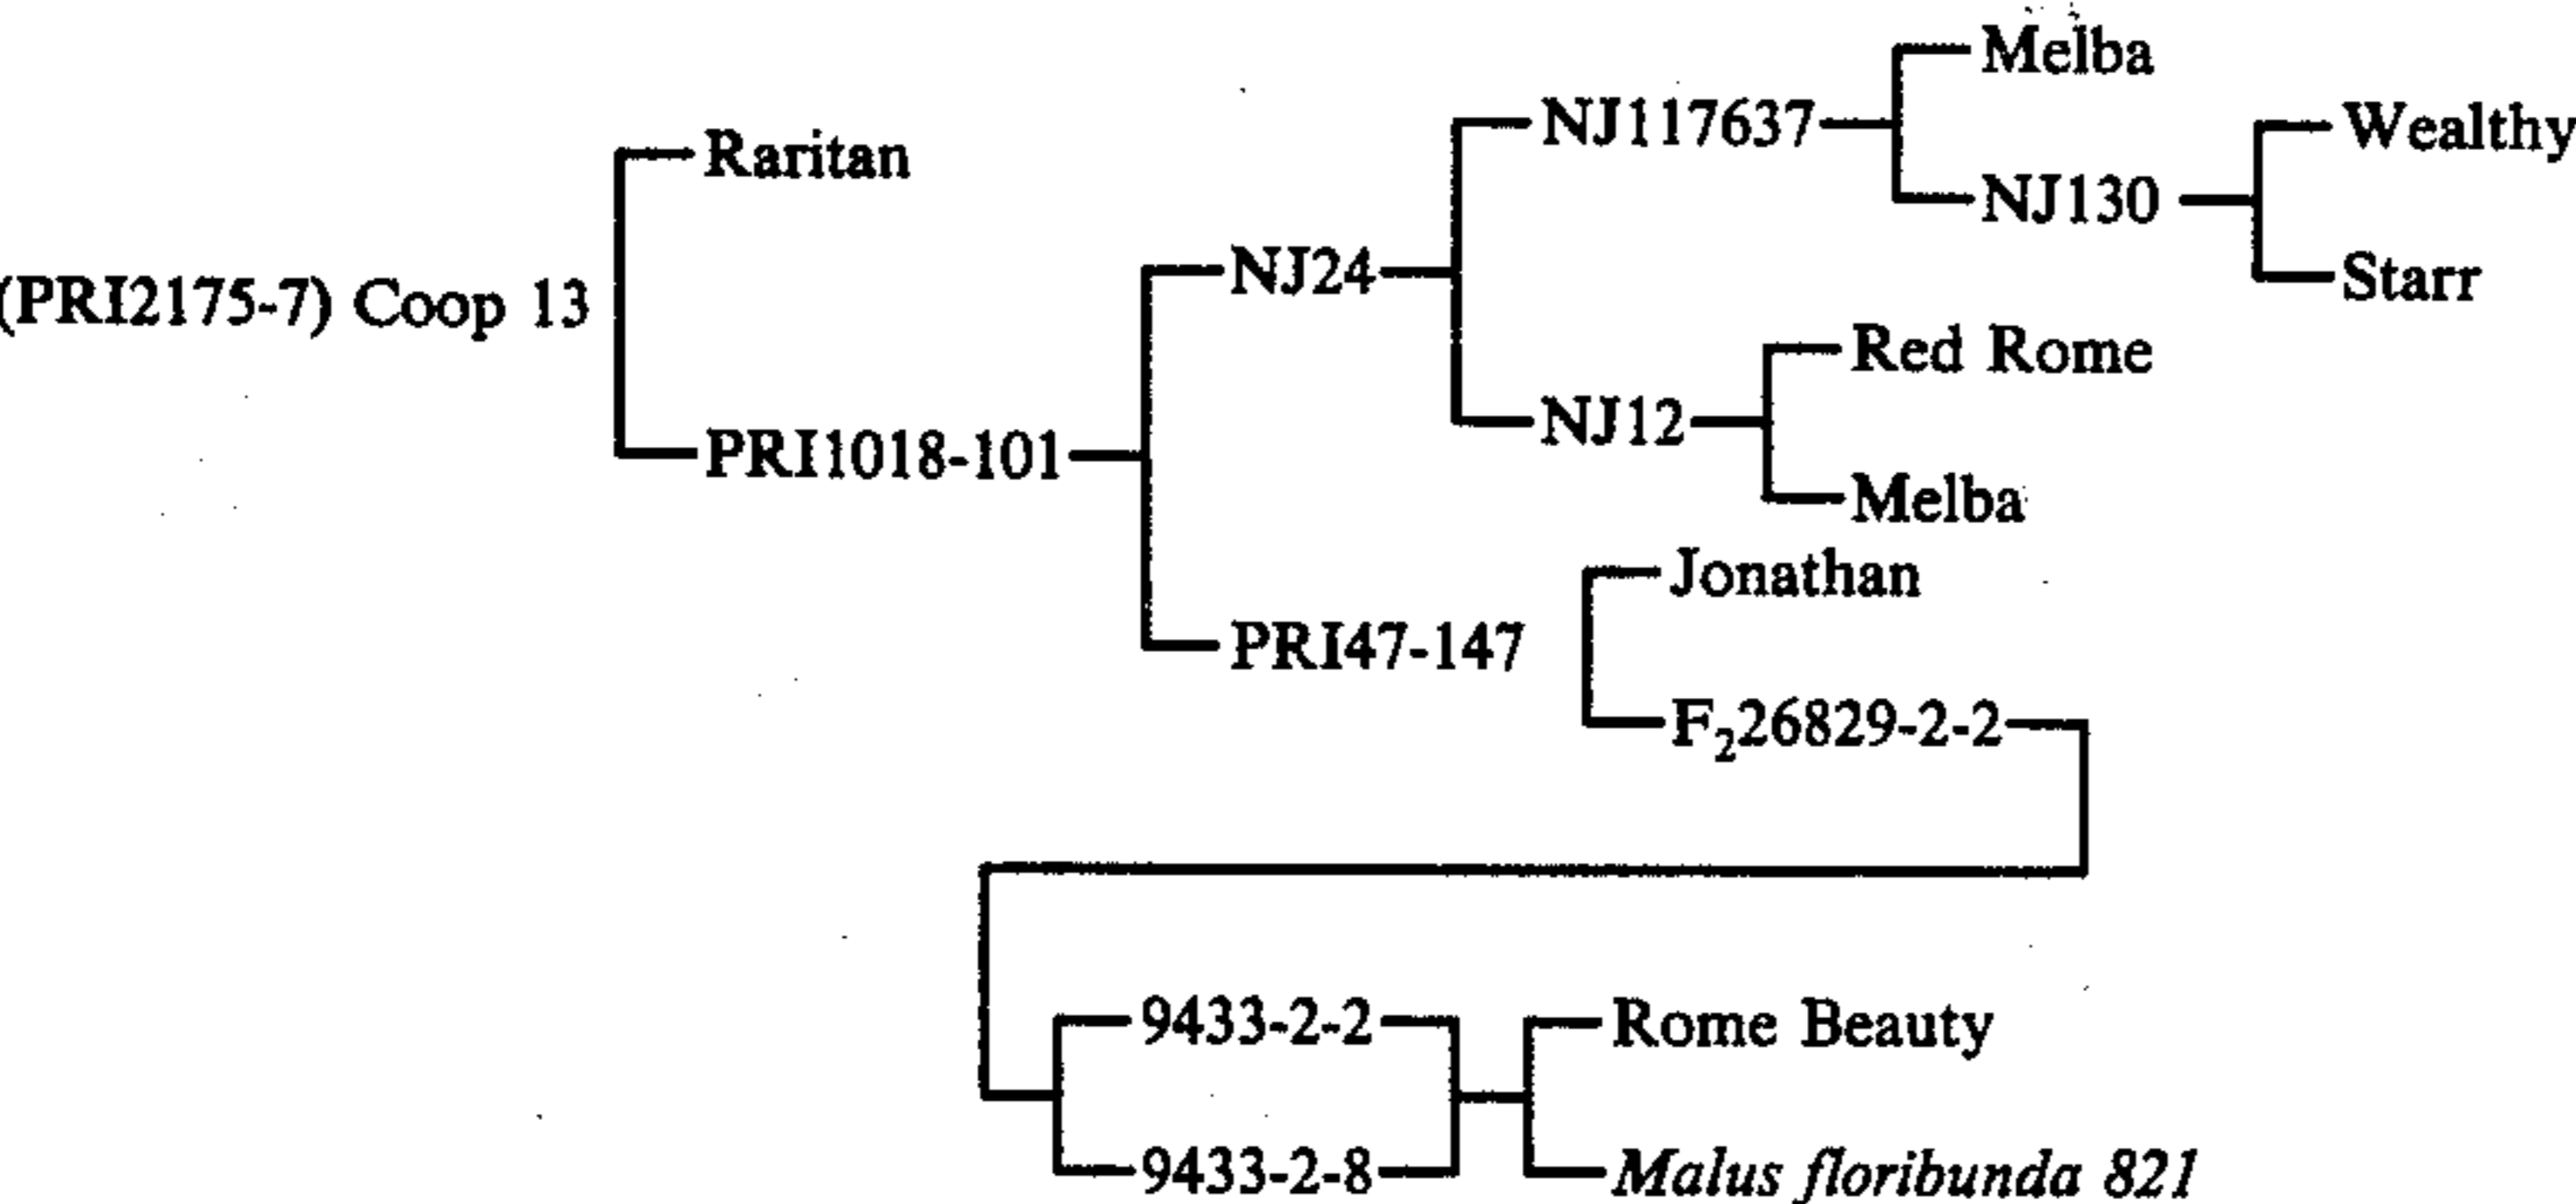 Melba
NJ117637
Wealthy
Raritan
NJ130
NJ24
Starr
(PRI2175-7) Coop 13
Red Rome
NJ12
PRI1018-101
Melba
Jonathan
PRI47-147
F₂26829-2-2
9433-2-2
Rome Beauty
9433-2-8
Malus floribunda 821